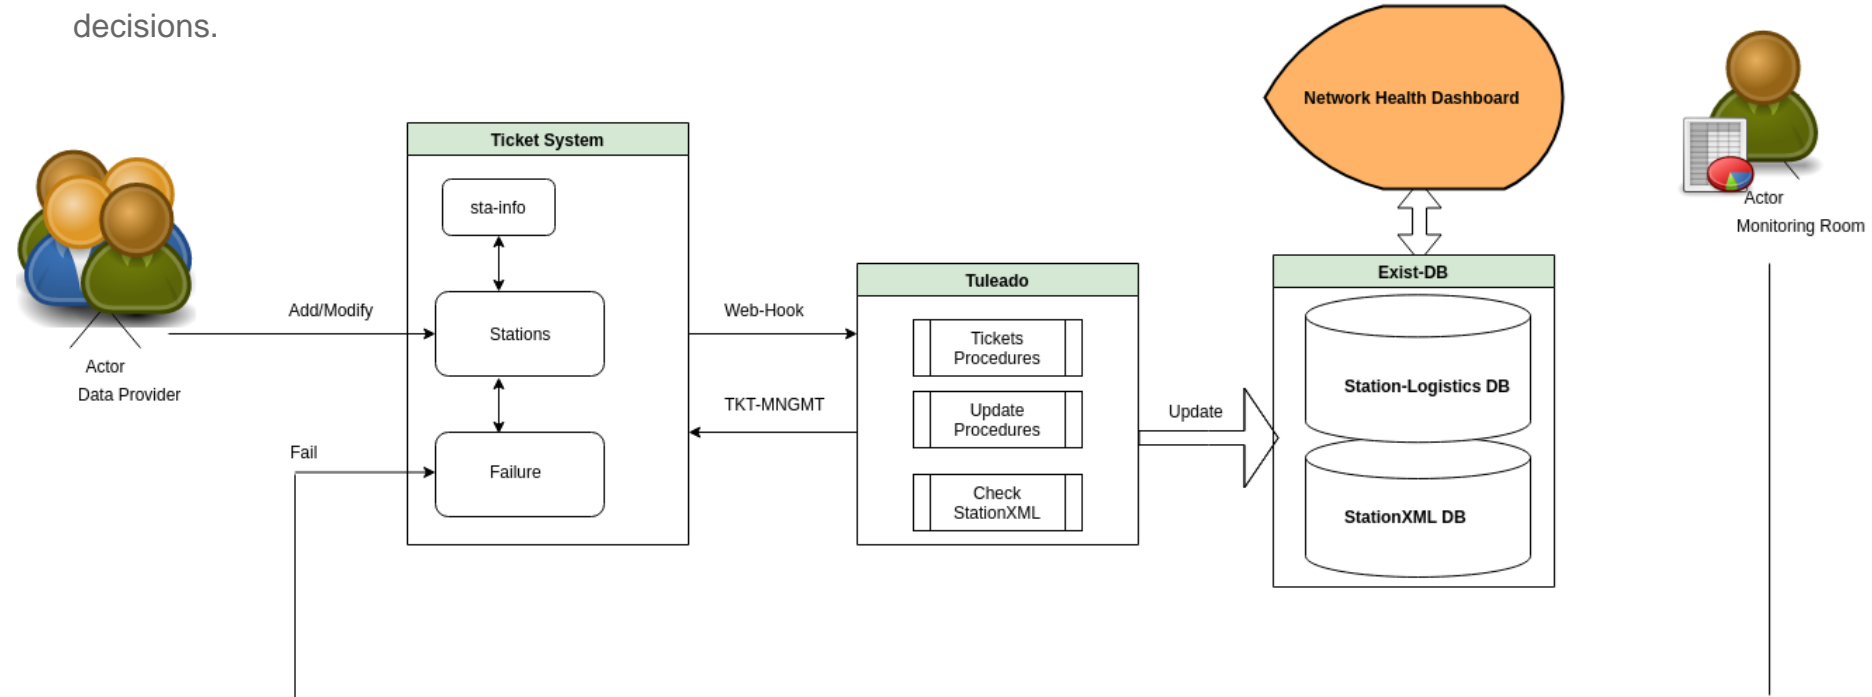 decisions.
Network Health Dashboard
Ticket System
sta-info
Actor
Monitoring Room
Exist-DB
Tuleado
Add/Modify
Web-Hook
Stations
Tickets
Procedures
Actor
Data Provider
Station-Logistics DB
TKT-MNGMT
Update
Procedures
Update
Fail
Failure
Check
StationXML
StationXML DB